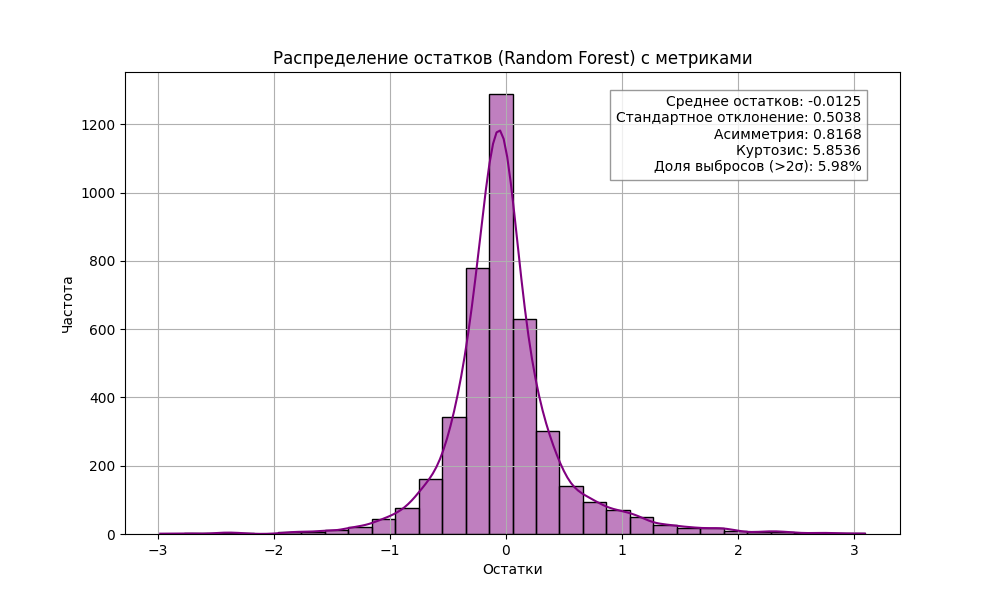 Распределение остатков (Random Forest) с метриками
Среднее остатков: -0.0125
Стандартное отклонение: 0.5038
Асимметрия: 0.8168
Куртозис: 5.8536
Доля выбросов (>2σ): 5.98%
Частота
1200
1000
800
600
400
200
0
−3 −2 −1 0 1 2 3
Остатки